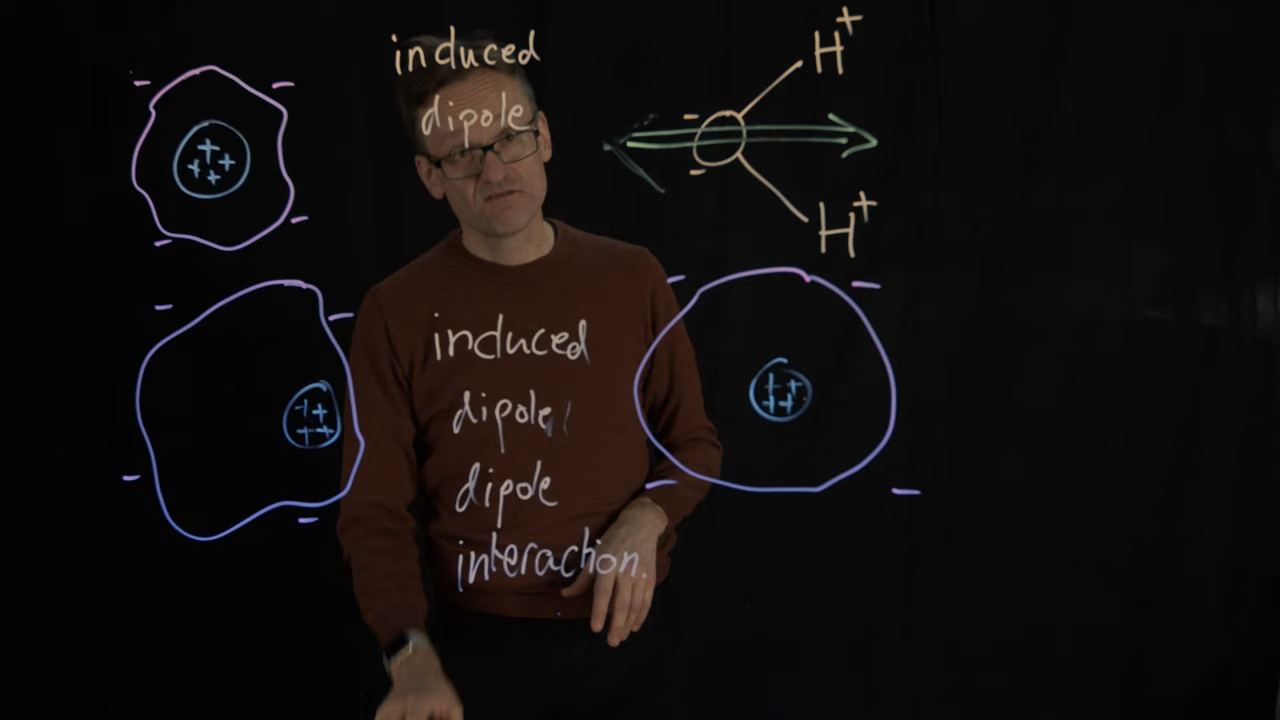 induced
dipole
H+
H+
- -
- -
+ + + +
- -
induced
dipole
dipole
interaction.
- -
- -
+ + + +
- -
- -
+ + + +